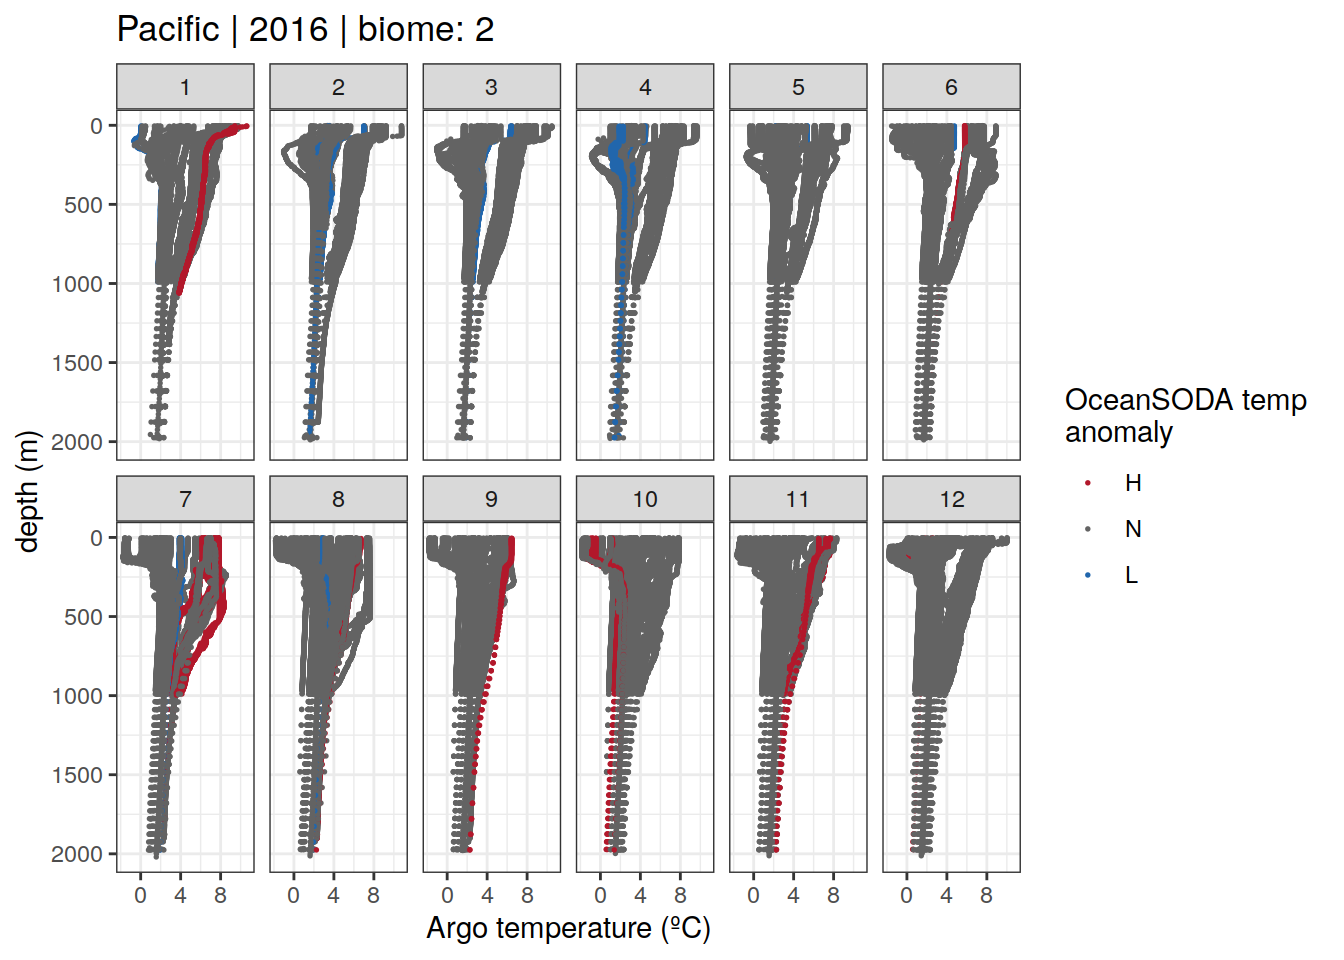 Pacific | 2016 | biome: 2
1 2 3 4 5 6
0
500
1000
1500
2000
7 8 9 10 11 12
0
500
1000
1500
2000
0 4 8 0 4 8 0 4 8 0 4 8 0 4 8 0 4 8
Argo temperature (ºC)
depth (m)
OceanSODA temp
anomaly
H
N
L